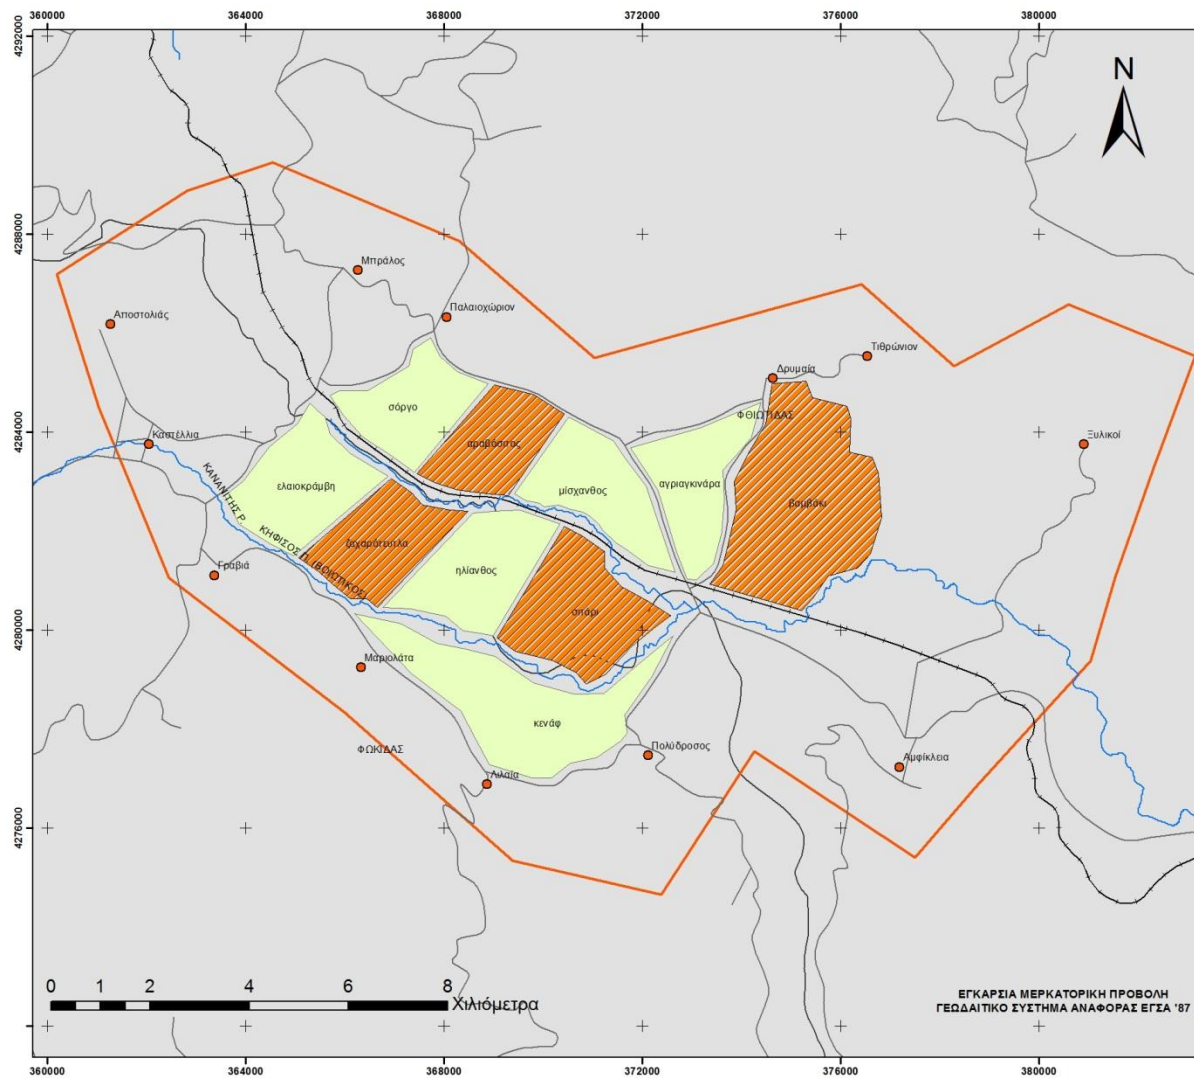 360000 364000 368000 372000 376000 380000
4292000
N
4288000
Μπράλος
Αποστολιάς
Παλαιοχώριον
Τιθρώνιον
Δρυμαία
4284000
σόργο
ΦΘΙΩΤΙΔΑΣ
Καστέλλια
αραβόσιτος
Ξυλικοί
ελαιοκράμβη
μίσχανθος
αγριαγκινάρα
βαμβάκι
ΚΑΝΙΑΝΙΤΗΣ Ρ.
ζαχαρότευτλα
ΚΗΦΙΣΟΣ Π. (ΒΟΙΩΤΙΚΟΣ)
ηλίανθος
Γραβιά
σιτάρι
4280000
Μαριολάτα
κενάφ
ΦΩΚΙΔΑΣ
Πολύδροσος
Αμφίκλεια
Λιλαία
4276000
0 1 2 4 6 8
Χιλιόμετρα
ΕΓΚΑΡΣΙΑ ΜΕΡΚΑΤΟΡΙΚΗ ΠΡΟΒΟΛΗ
ΓΕΩΔΑΙΤΙΚΟ ΣΥΣΤΗΜΑ ΑΝΑΦΟΡΑΣ ΕΓΣΑ '87
360000 364000 368000 372000 376000 380000